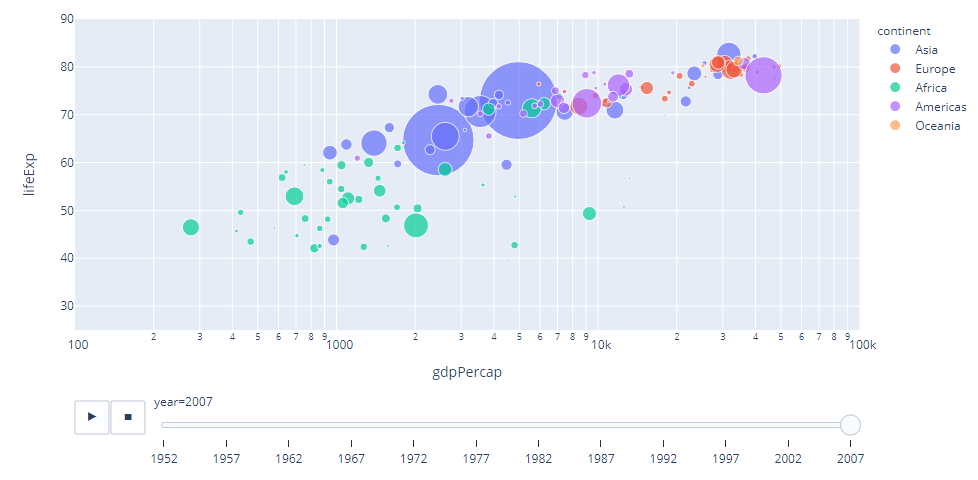 continent
Asia
Europe
Africa
Americas
Oceania
lifeExp
90
80
70
60
50
40
30
100 2 3 4 5 6 7 8 9 1000 2 3 4 5 6 7 8 9 10k 2 3 4 5 6 7 8 9 100k
gdpPercap
▶ ■ year=2007
1952 1957 1962 1967 1972 1977 1982 1987 1992 1997 2002 2007